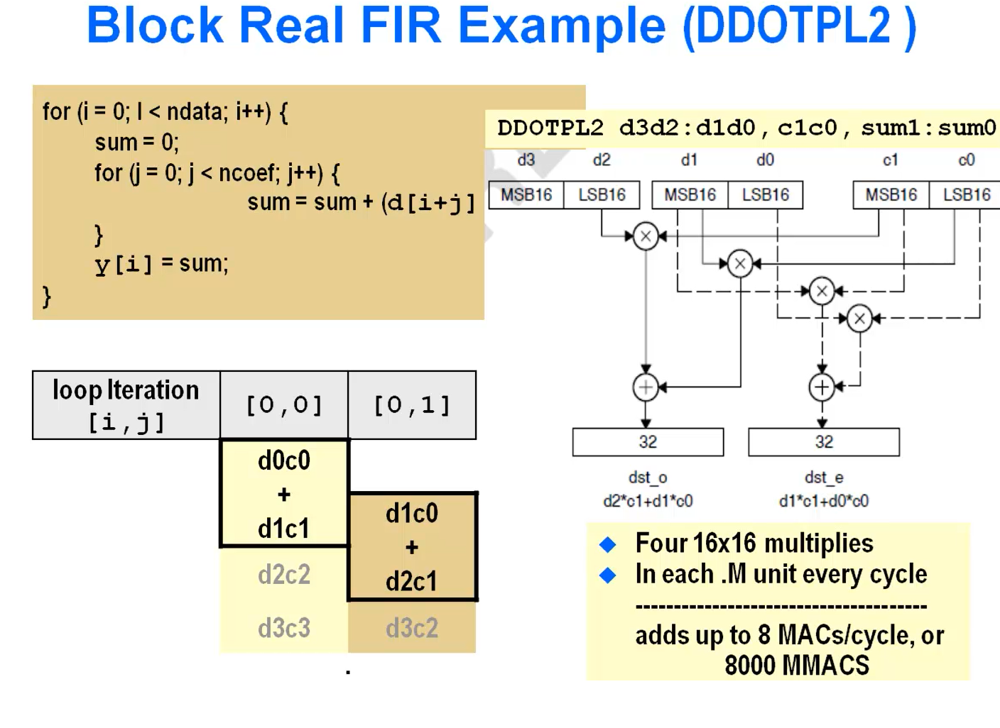 Block Real FIR Example (DDOTPL2 )
for (i = 0; I < ndata; i++) {
sum = 0;
for (j = 0; j < ncoef; j++) {
sum = sum + (d[i+j]
}
y[i] = sum;
}
DDOTPL2 d3d2:d1d0,c1c0,sum1:sum0
d3 d2 d1 d0 c1 c0
MSB16 LSB16 MSB16 LSB16 MSB16 LSB16
32 32
dst_o dst_e
d2*c1+d1*c0 d1*c1+d0*c0
loop Iteration
[i,j]
[0,0] [0,1]
d0c0
+
d1c1
d2c2
d3c3
d1c0
+
d2c1
d3c2
.
Four 16x16 multiplies
In each .M unit every cycle
--------------------------------------
adds up to 8 MACs/cycle, or
8000 MMACS